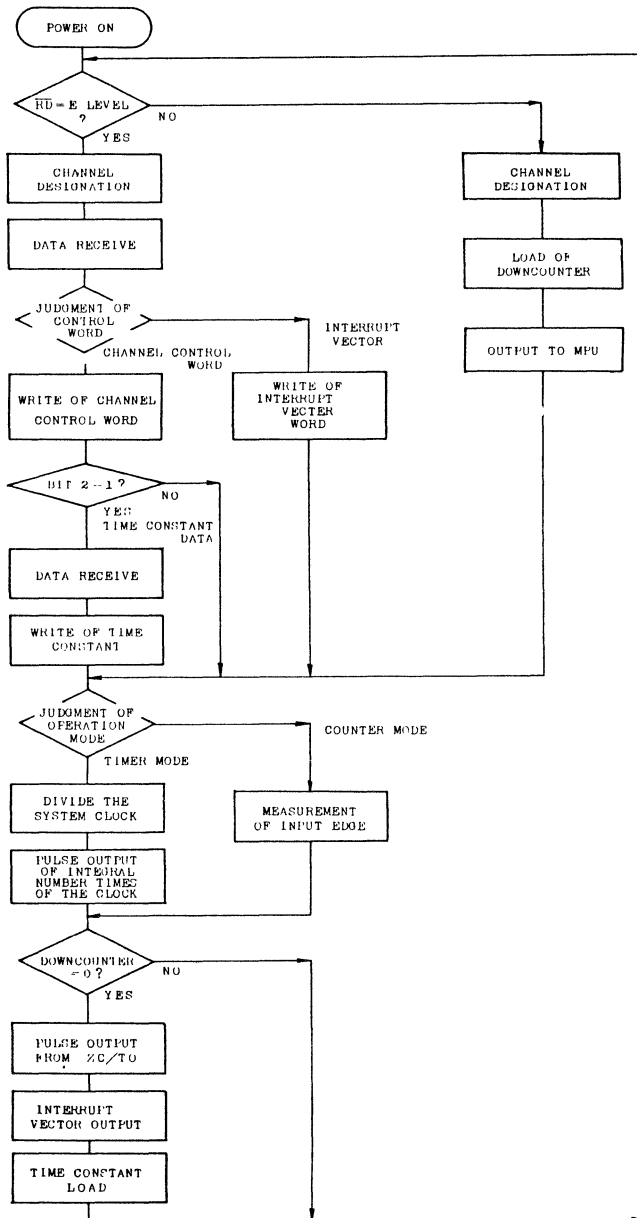 POWER ON
RD=E LEVEL
?
NO
YES
CHANNEL
DESIGNATION
CHANNEL
DESIGNATION
DATA RECEIVE
LOAD OF
DOWNCOUNTER
JUDGMENT OF
CONTROL
WORD
INTERRUPT
VECTOR
CHANNEL CONTROL
WORD
OUTPUT TO MPU
WRITE OF CHANNEL
CONTROL WORD
WRITE OF
INTERRUPT
VECTER
WORD
BIT 2=1?
NO
YES
TIME CONSTANT
DATA
DATA RECEIVE
WRITE OF TIME
CONSTANT
JUDGMENT OF
OPERATION
MODE
COUNTER MODE
TIMER MODE
DIVIDE THE
SYSTEM CLOCK
MEASUREMENT
OF INPUT EDGE
PULSE OUTPUT
OF INTEGRAL
NUMBER TIMES
OF THE CLOCK
DOWNCOUNTER
=0?
NO
YES
PULSE OUTPUT
FROM ZC/TO
INTERRUPT
VECTOR OUTPUT
TIME CONSTANT
LOAD